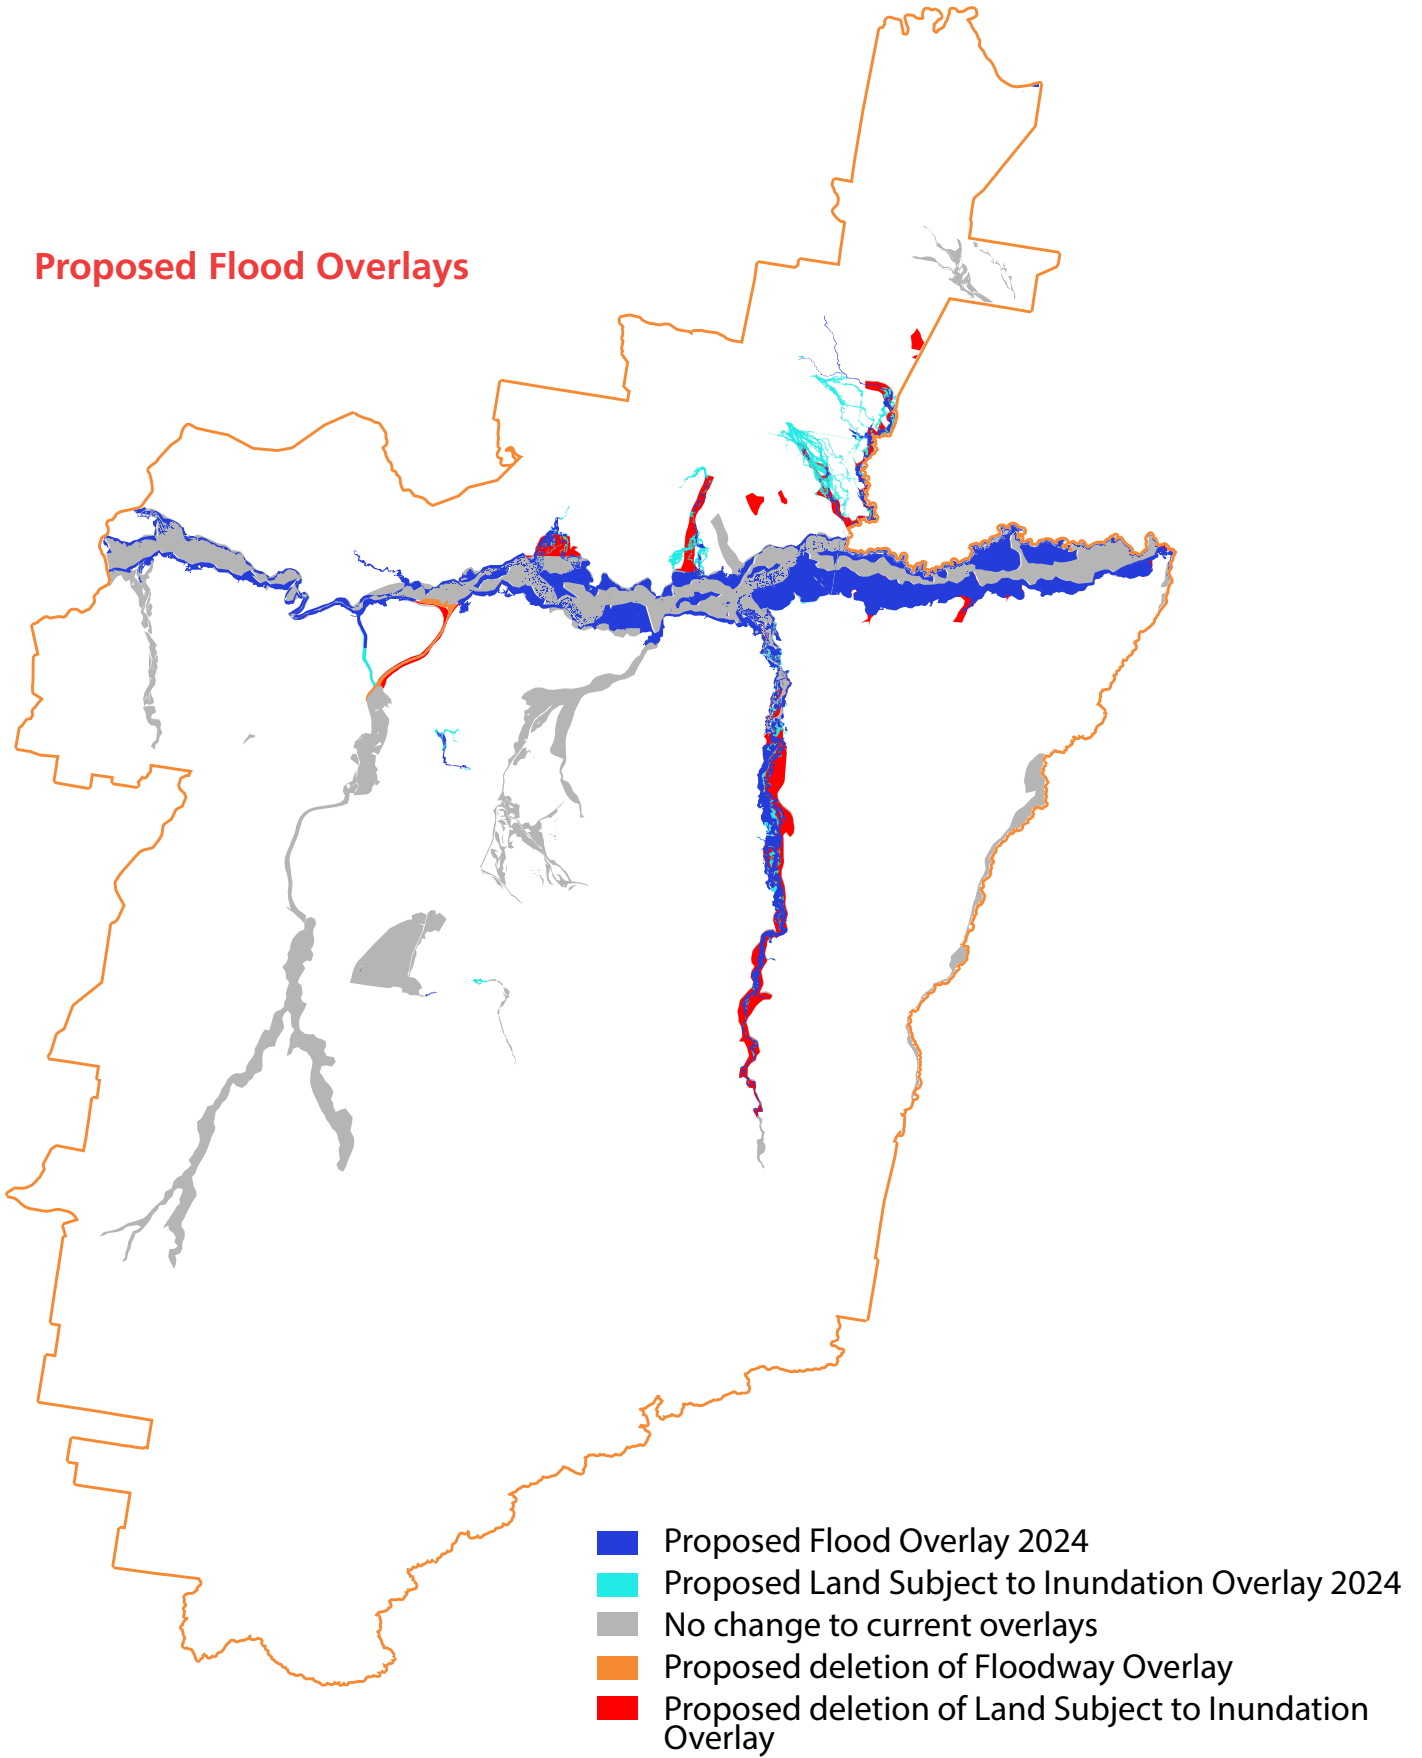 Proposed Flood Overlays
Proposed Flood Overlay 2024
Proposed Land Subject to Inundation Overlay 2024
No change to current overlays
Proposed deletion of Floodway Overlay
Proposed deletion of Land Subject to Inundation
Overlay